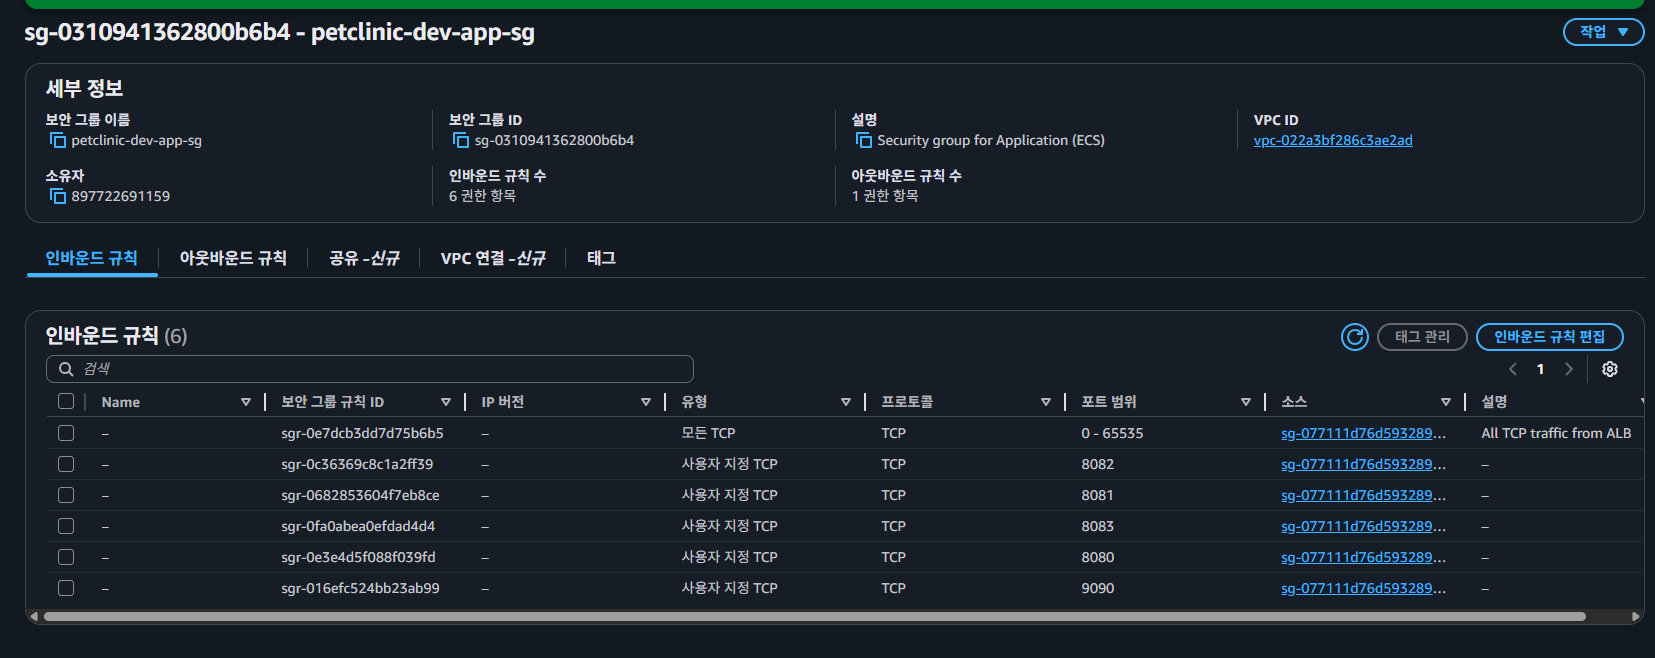 sg-0310941362800b6b4 - petclinic-dev-app-sg
작업
세부 정보
보안 그룹 이름
petclinic-dev-app-sg
보안 그룹 ID
sg-0310941362800b6b4
설명
Security group for Application (ECS)
VPC ID
vpc-022a3bf286c3ae2ad
소유자
897722691159
인바운드 규칙 수
6 권한 항목
아웃바운드 규칙 수
1 권한 항목
인바운드 규칙 아웃바운드 규칙 공유 -신규 VPC 연결 -신규 태그
인바운드 규칙 (6)
태그 관리 인바운드 규칙 편집
검색
1
Name 보안 그룹 규칙 ID IP 버전 유형 프로토콜 포트 범위 소스 설명
– sgr-0e7dcb3dd7d75b6b5 – 모든 TCP TCP 0 - 65535 sg-077111d76d593289... All TCP traffic from ALB
– sgr-0c36369c8c1a2ff39 – 사용자 지정 TCP TCP 8082 sg-077111d76d593289... –
– sgr-0682853604f7eb8ce – 사용자 지정 TCP TCP 8081 sg-077111d76d593289... –
– sgr-0fa0abea0efdad4d4 – 사용자 지정 TCP TCP 8083 sg-077111d76d593289... –
– sgr-0e3e4d5f088f039fd – 사용자 지정 TCP TCP 8080 sg-077111d76d593289... –
– sgr-016efc524bb23ab99 – 사용자 지정 TCP TCP 9090 sg-077111d76d593289... –